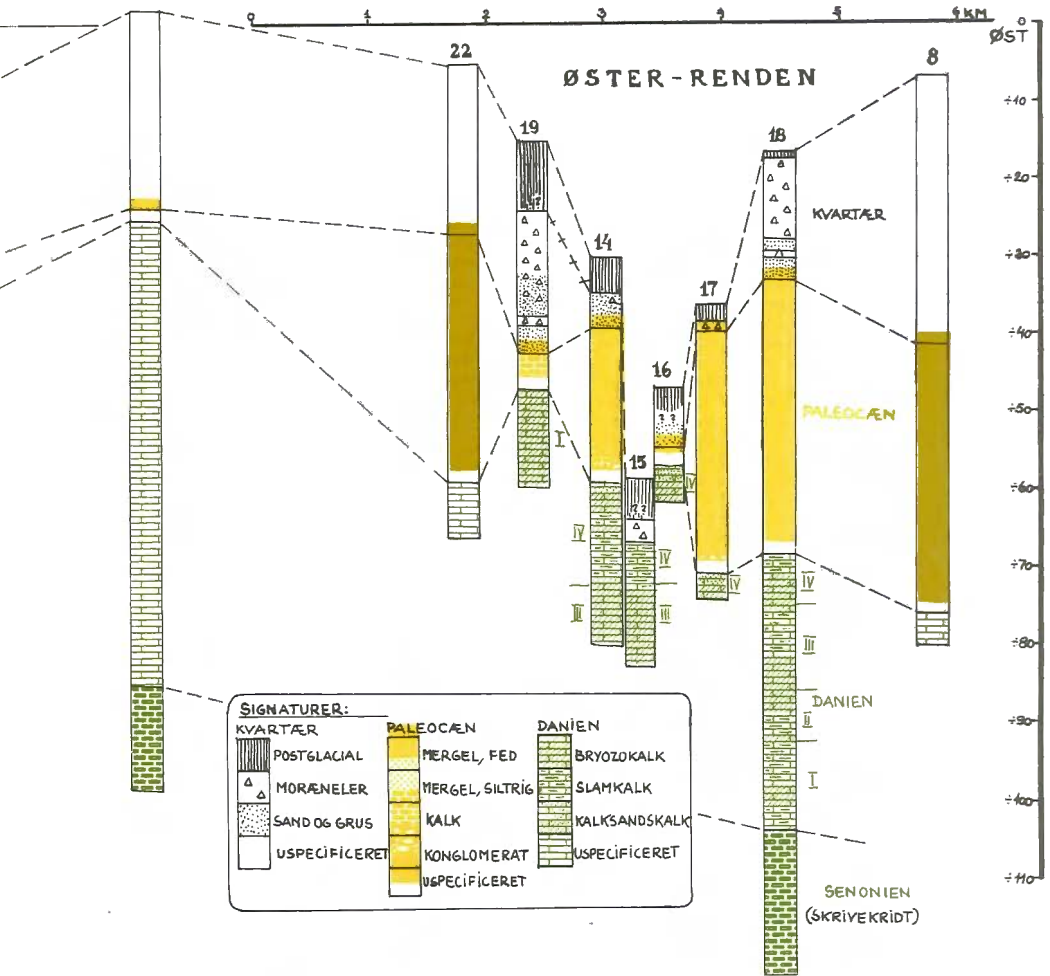 0 1 2 3 4 5 6 KM
ØST
0
÷10
÷20
÷30
÷40
÷50
÷60
÷70
÷80
÷90
÷100
÷110
ØSTER-RENDEN
22
19
14
15
16
17
18
8
? ?
? ?
? ?
I
IV
III
IV
III
IV
IV
IV
III
II
I
KVARTÆR
PALEOCÆN
DANIEN
SENONIEN
(SKRIVEKRIDT)
SIGNATURER:
KVARTÆR
POSTGLACIAL
MORÆNELER
SAND OG GRUS
USPECIFICERET
PALEOCÆN
MERGEL, FED
MERGEL, SILTRIG
KALK
KONGLOMERAT
USPECIFICERET
DANIEN
BRYOZOKALK
SLAMKALK
KALKSANDSKALK
USPECIFICERET